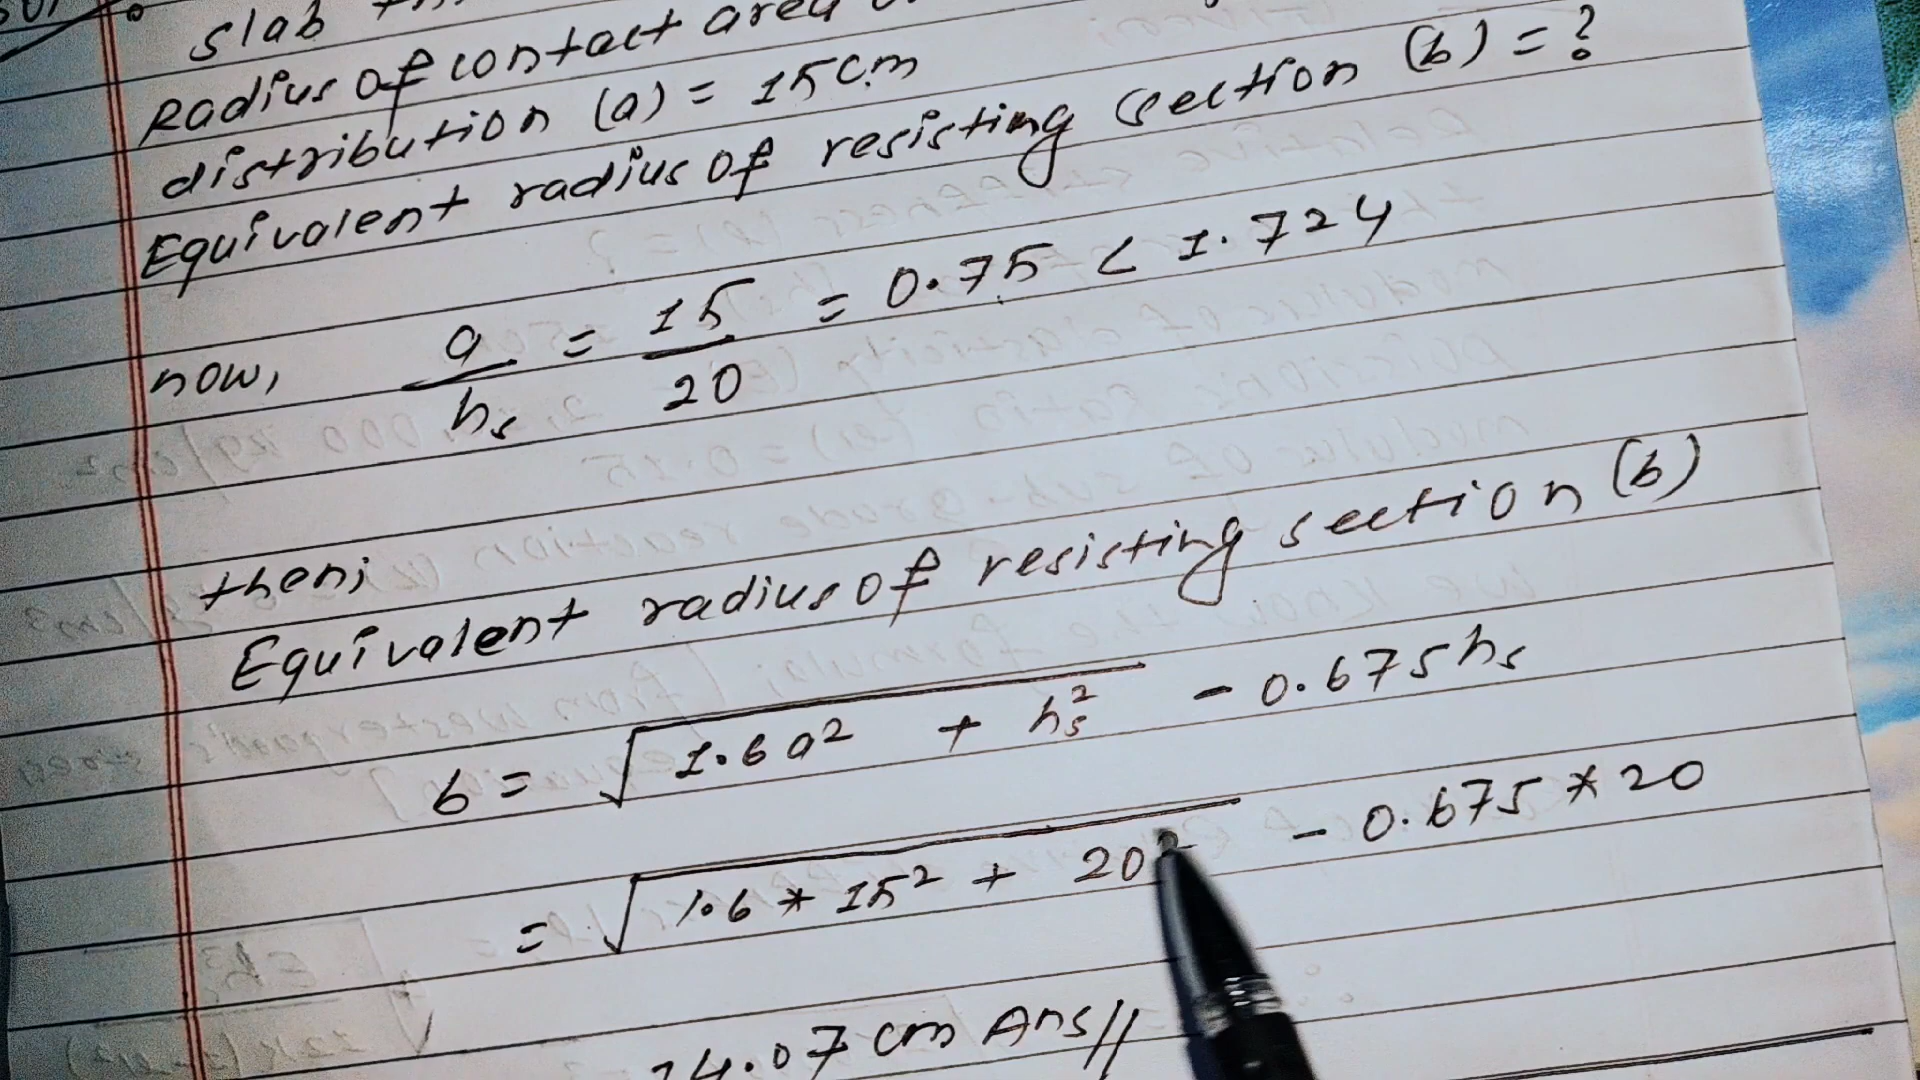 slab
Radius of contact area
distribution (a) = 15cm
Equivalent radius of resisting section (b) = ?
now, a/hs = 15/20 = 0.75 < 1.724
then;
Equivalent radius of resisting section (b)
b = √(1.6a² + hs²) - 0.675hs
= √(1.6 * 15² + 20²) - 0.675 * 20
14.07 cm Ans//